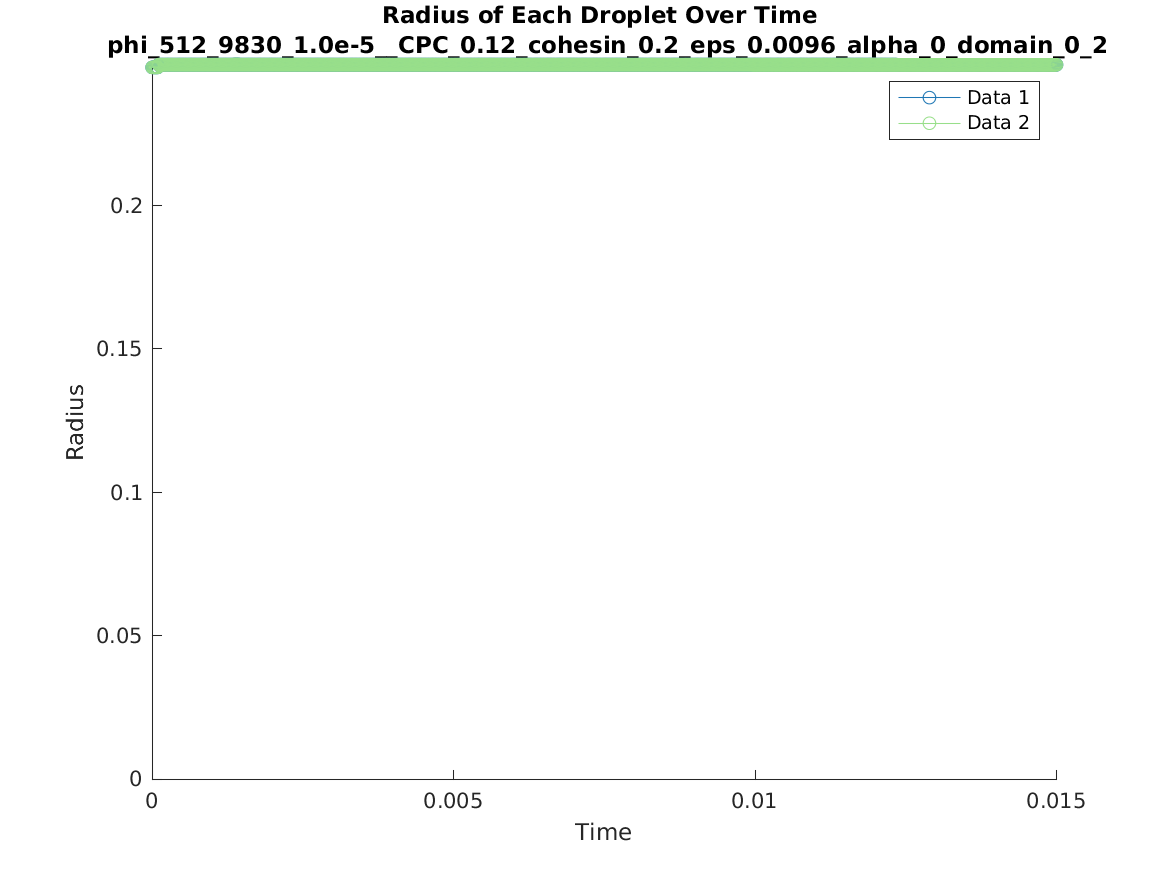 Radius of Each Droplet Over Time
phi_512_9830_1.0e-5__CPC_0.12_cohesin_0.2_eps_0.0096_alpha_0_domain_0_2
Data 1
Data 2
0.2
0.15
0.1
0.05
0
Radius
0 0.005 0.01 0.015
Time